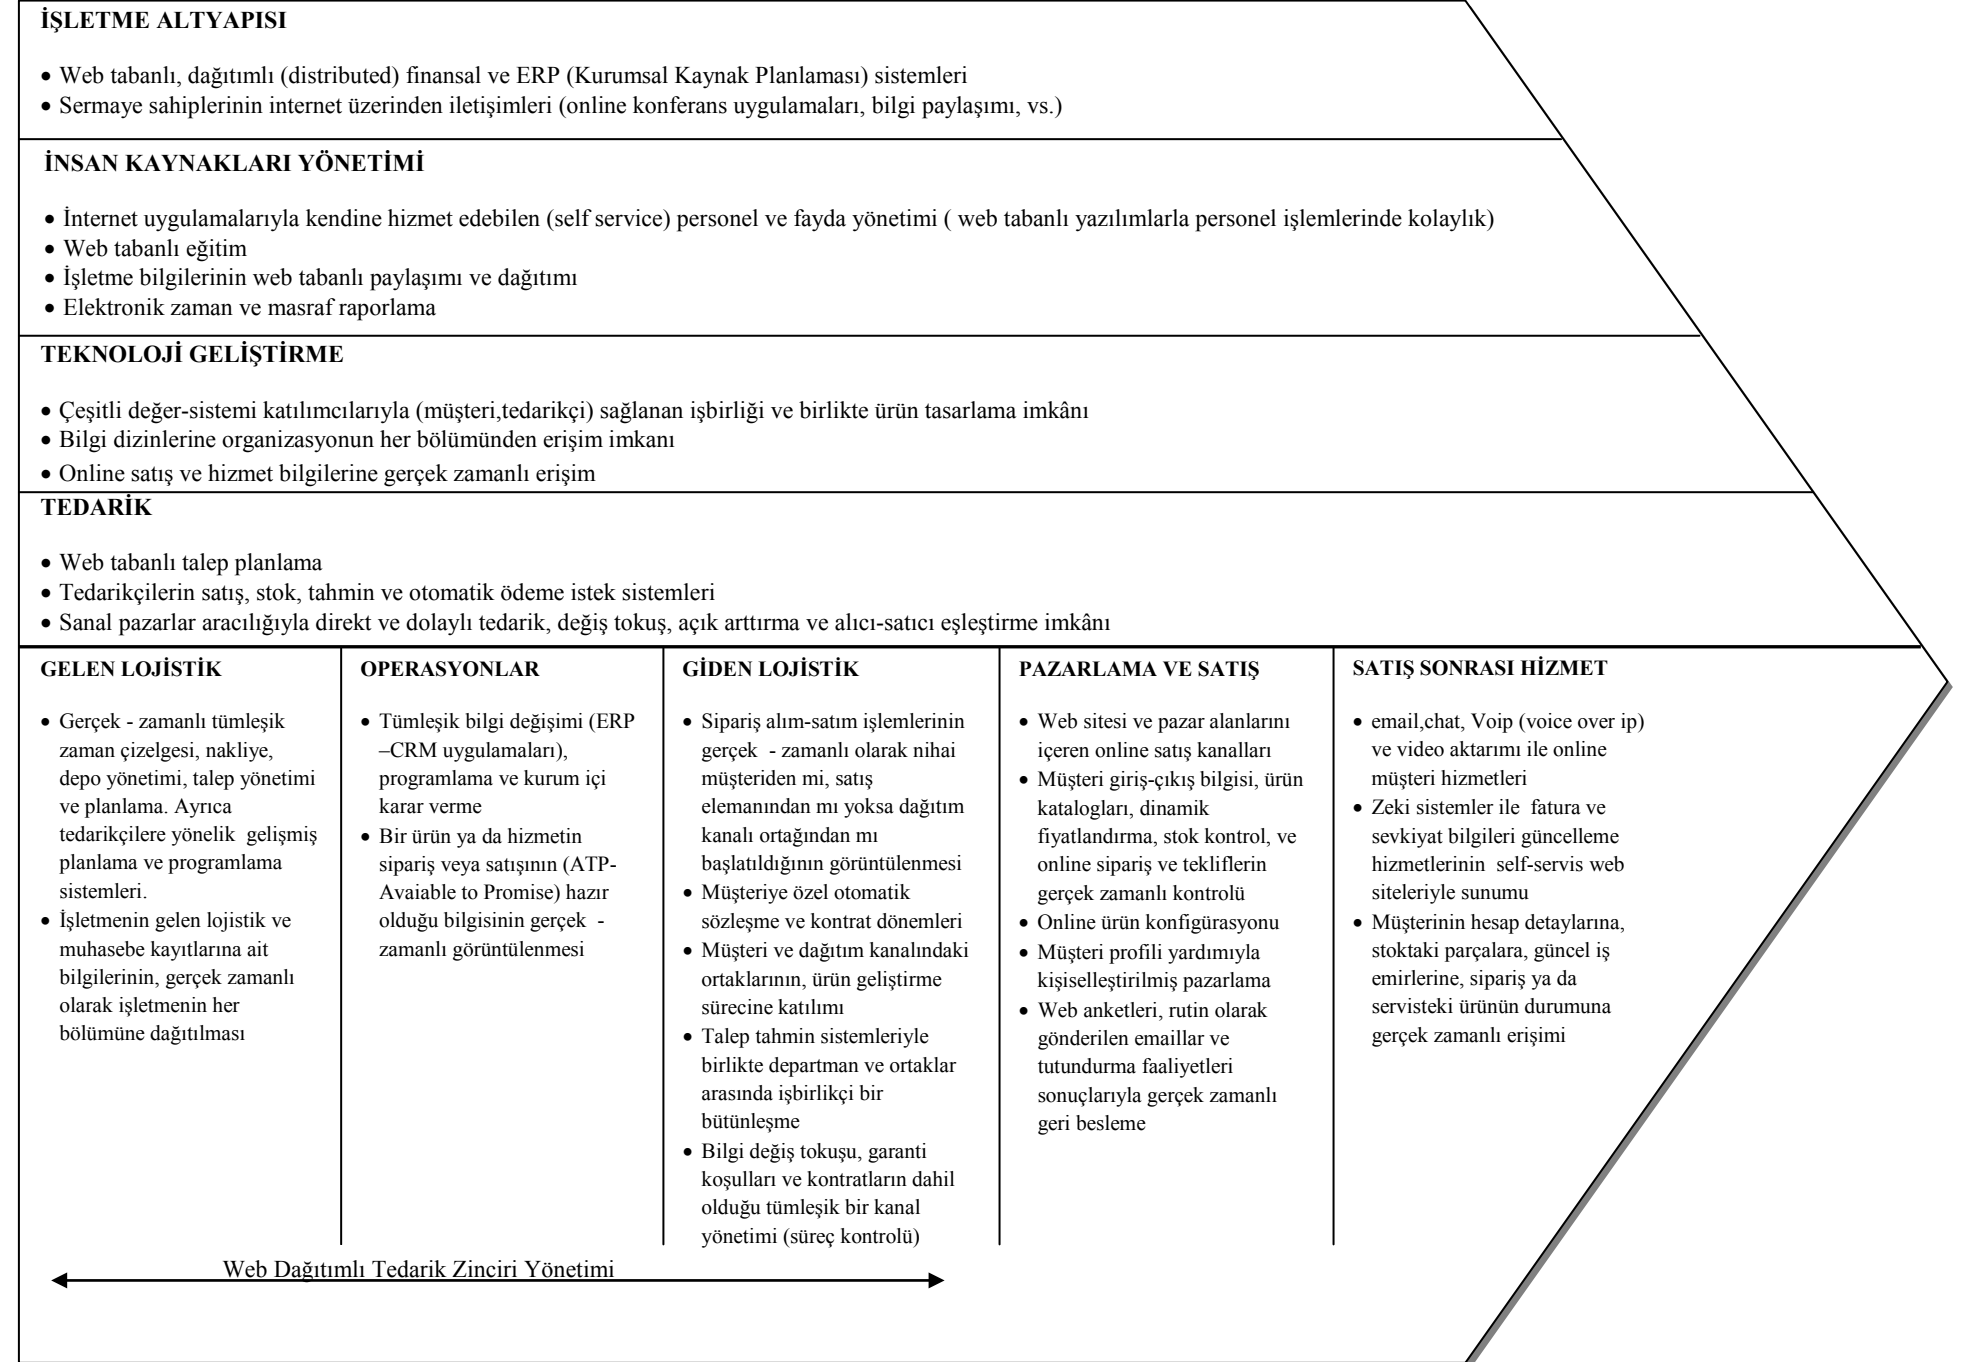 İŞLETME ALTYAPISI
• Web tabanlı, dağıtımlı (distributed) finansal ve ERP (Kurumsal Kaynak Planlaması) sistemleri
• Sermaye sahiplerinin internet üzerinden iletişimleri (online konferans uygulamaları, bilgi paylaşımı, vs.)
İNSAN KAYNAKLARI YÖNETİMİ
• İnternet uygulamalarıyla kendine hizmet edebilen (self service) personel ve fayda yönetimi ( web tabanlı yazılımlarla personel işlemlerinde kolaylık)
• Web tabanlı eğitim
• İşletme bilgilerinin web tabanlı paylaşımı ve dağıtımı
• Elektronik zaman ve masraf raporlama
TEKNOLOJİ GELİŞTİRME
• Çeşitli değer-sistemi katılımcılarıyla (müşteri,tedarikçi) sağlanan işbirliği ve birlikte ürün tasarlama imkânı
• Bilgi dizinlerine organizasyonun her bölümünden erişim imkanı
• Online satış ve hizmet bilgilerine gerçek zamanlı erişim
TEDARİK
• Web tabanlı talep planlama
• Tedarikçilerin satış, stok, tahmin ve otomatik ödeme istek sistemleri
• Sanal pazarlar aracılığıyla direkt ve dolaylı tedarik, değiş tokuş, açık arttırma ve alıcı-satıcı eşleştirme imkânı
GELEN LOJİSTİK
• Gerçek - zamanlı tümleşik
zaman çizelgesi, nakliye,
depo yönetimi, talep yönetimi
ve planlama. Ayrıca
tedarikçilere yönelik gelişmiş
planlama ve programlama
sistemleri.
• İşletmenin gelen lojistik ve
muhasebe kayıtlarına ait
bilgilerinin, gerçek zamanlı
olarak işletmenin her
bölümüne dağıtılması
OPERASYONLAR
• Tümleşik bilgi değişimi (ERP
–CRM uygulamaları),
programlama ve kurum içi
karar verme
• Bir ürün ya da hizmetin
sipariş veya satışının (ATP-
Avaiable to Promise) hazır
olduğu bilgisinin gerçek -
zamanlı görüntülenmesi
GİDEN LOJİSTİK
• Sipariş alım-satım işlemlerinin
gerçek - zamanlı olarak nihai
müşteriden mi, satış
elemanından mı yoksa dağıtım
kanalı ortağından mı
başlatıldığının görüntülenmesi
• Müşteriye özel otomatik
sözleşme ve kontrat dönemleri
• Müşteri ve dağıtım kanalındaki
ortaklarının, ürün geliştirme
sürecine katılımı
• Talep tahmin sistemleriyle
birlikte departman ve ortaklar
arasında işbirlikçi bir
bütünleşme
• Bilgi değiş tokuşu, garanti
koşulları ve kontratların dahil
olduğu tümleşik bir kanal
yönetimi (süreç kontrolü)
PAZARLAMA VE SATIŞ
• Web sitesi ve pazar alanlarını
içeren online satış kanalları
• Müşteri giriş-çıkış bilgisi, ürün
katalogları, dinamik
fiyatlandırma, stok kontrol, ve
online sipariş ve tekliflerin
gerçek zamanlı kontrolü
• Online ürün konfigürasyonu
• Müşteri profili yardımıyla
kişiselleştirilmiş pazarlama
• Web anketleri, rutin olarak
gönderilen emaillar ve
tutundurma faaliyetleri
sonuçlarıyla gerçek zamanlı
geri besleme
SATIŞ SONRASI HİZMET
• email,chat, Voip (voice over ip)
ve video aktarımı ile online
müşteri hizmetleri
• Zeki sistemler ile fatura ve
sevkiyat bilgileri güncelleme
hizmetlerinin self-servis web
siteleriyle sunumu
• Müşterinin hesap detaylarına,
stoktaki parçalara, güncel iş
emirlerine, sipariş ya da
servisteki ürünün durumuna
gerçek zamanlı erişimi
Web Dağıtımlı Tedarik Zinciri Yönetimi